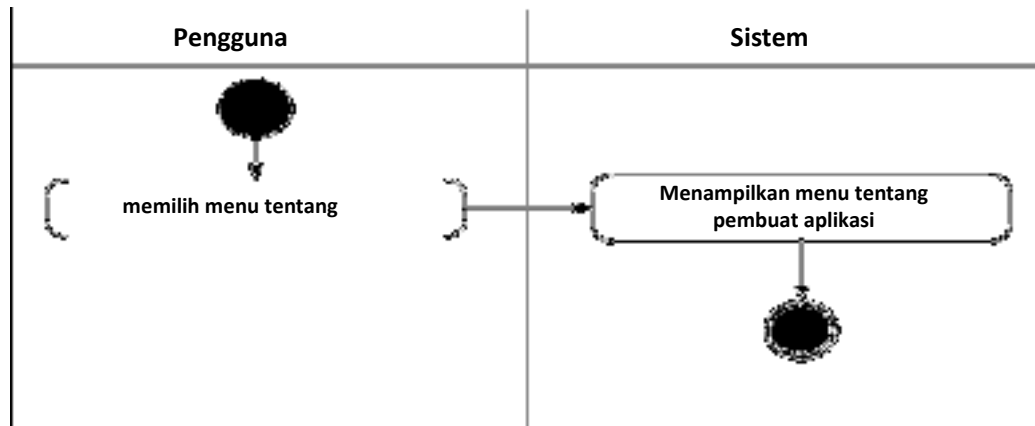 Pengguna
Sistem
memilih menu tentang
Menampilkan menu tentang
pembuat aplikasi